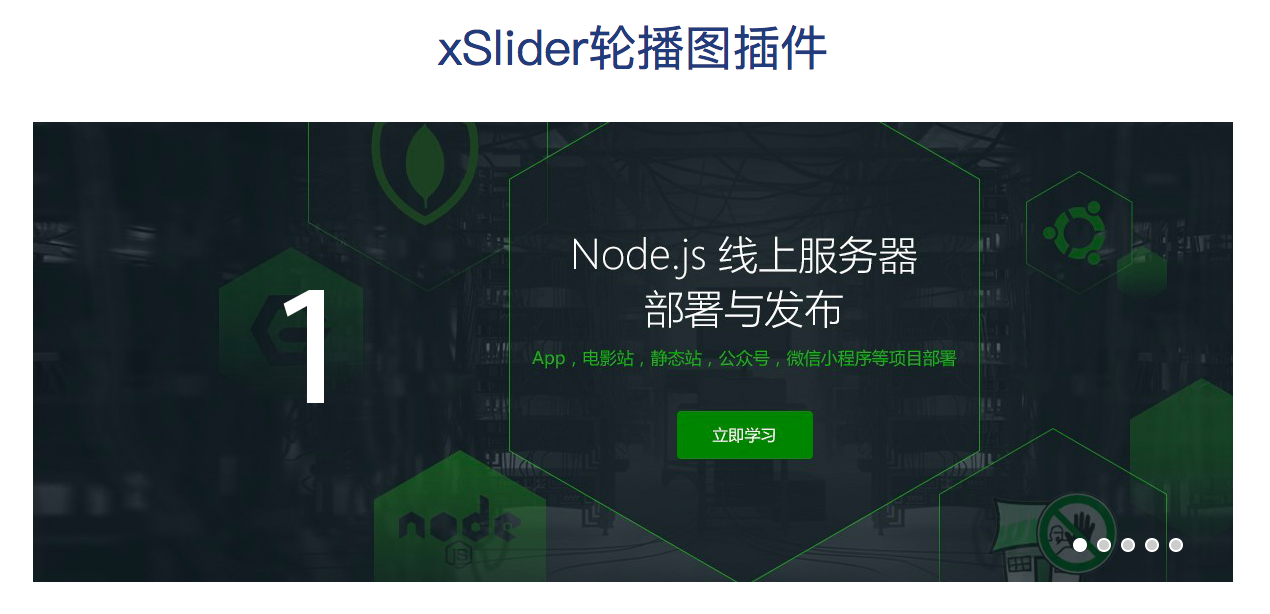 xSlider轮播图插件
1
Node.js 线上服务器
部署与发布
App，电影站，静态站，公众号，微信小程序等项目部署
立即学习
node
JS